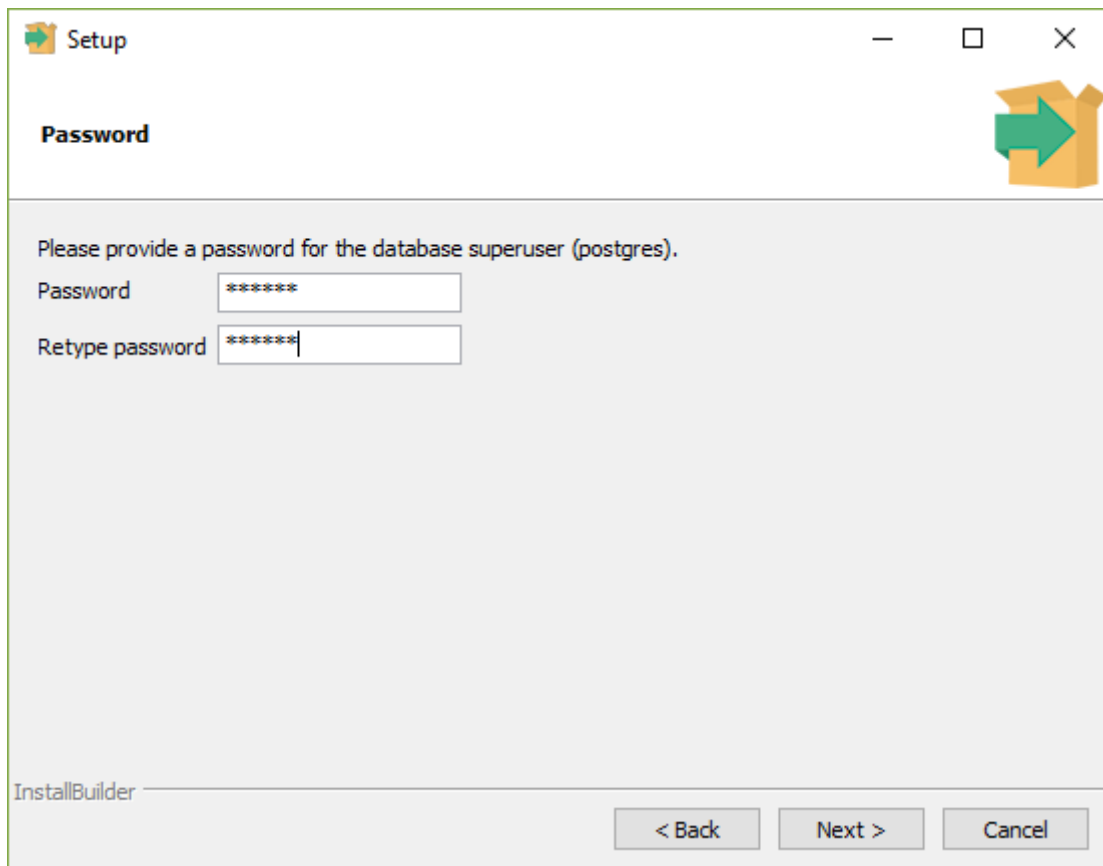 Setup
Password
Please provide a password for the database superuser (postgres).
Password ******
Retype password ******
InstallBuilder
< Back Next > Cancel